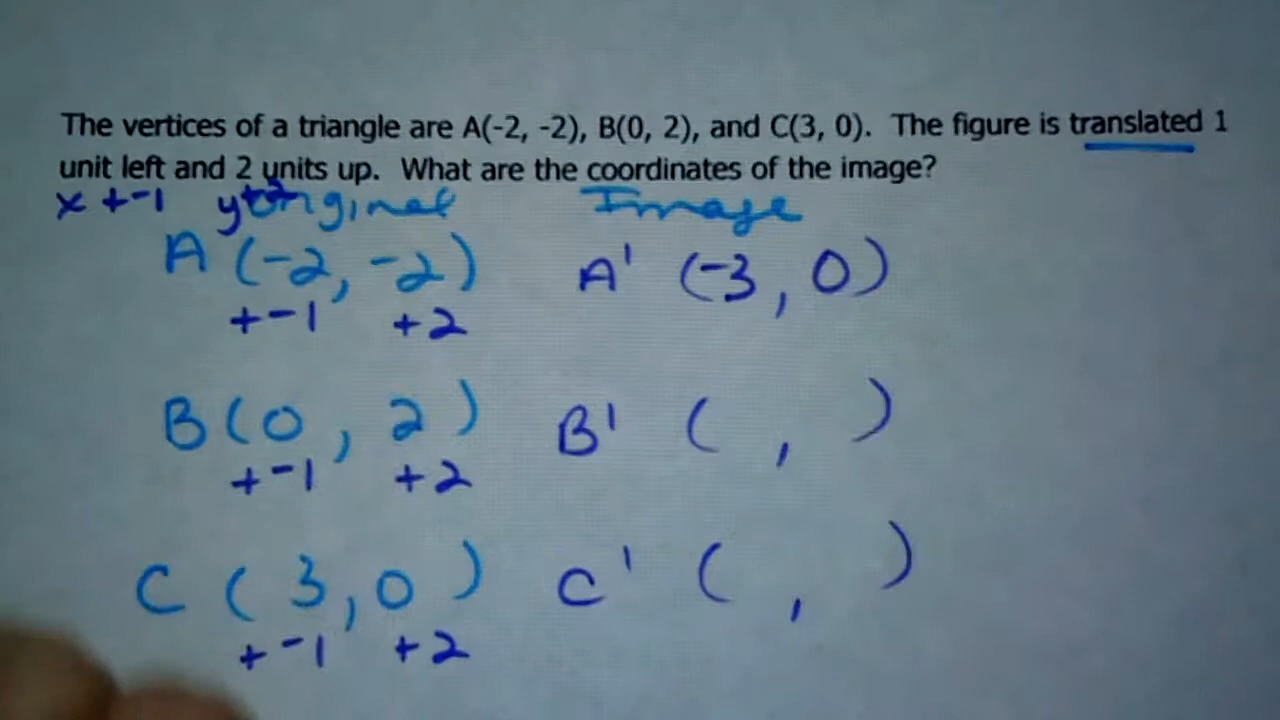 The vertices of a triangle are A(-2, -2), B(0, 2), and C(3, 0). The figure is translated 1
unit left and 2 units up. What are the coordinates of the image?
x + -1 y+2 Original Image
A (-2, -2) A' (-3, 0)
+ -1 +2
B (0, 2) B' ( , )
+ -1 +2
C (3, 0) C' ( , )
+ -1 +2